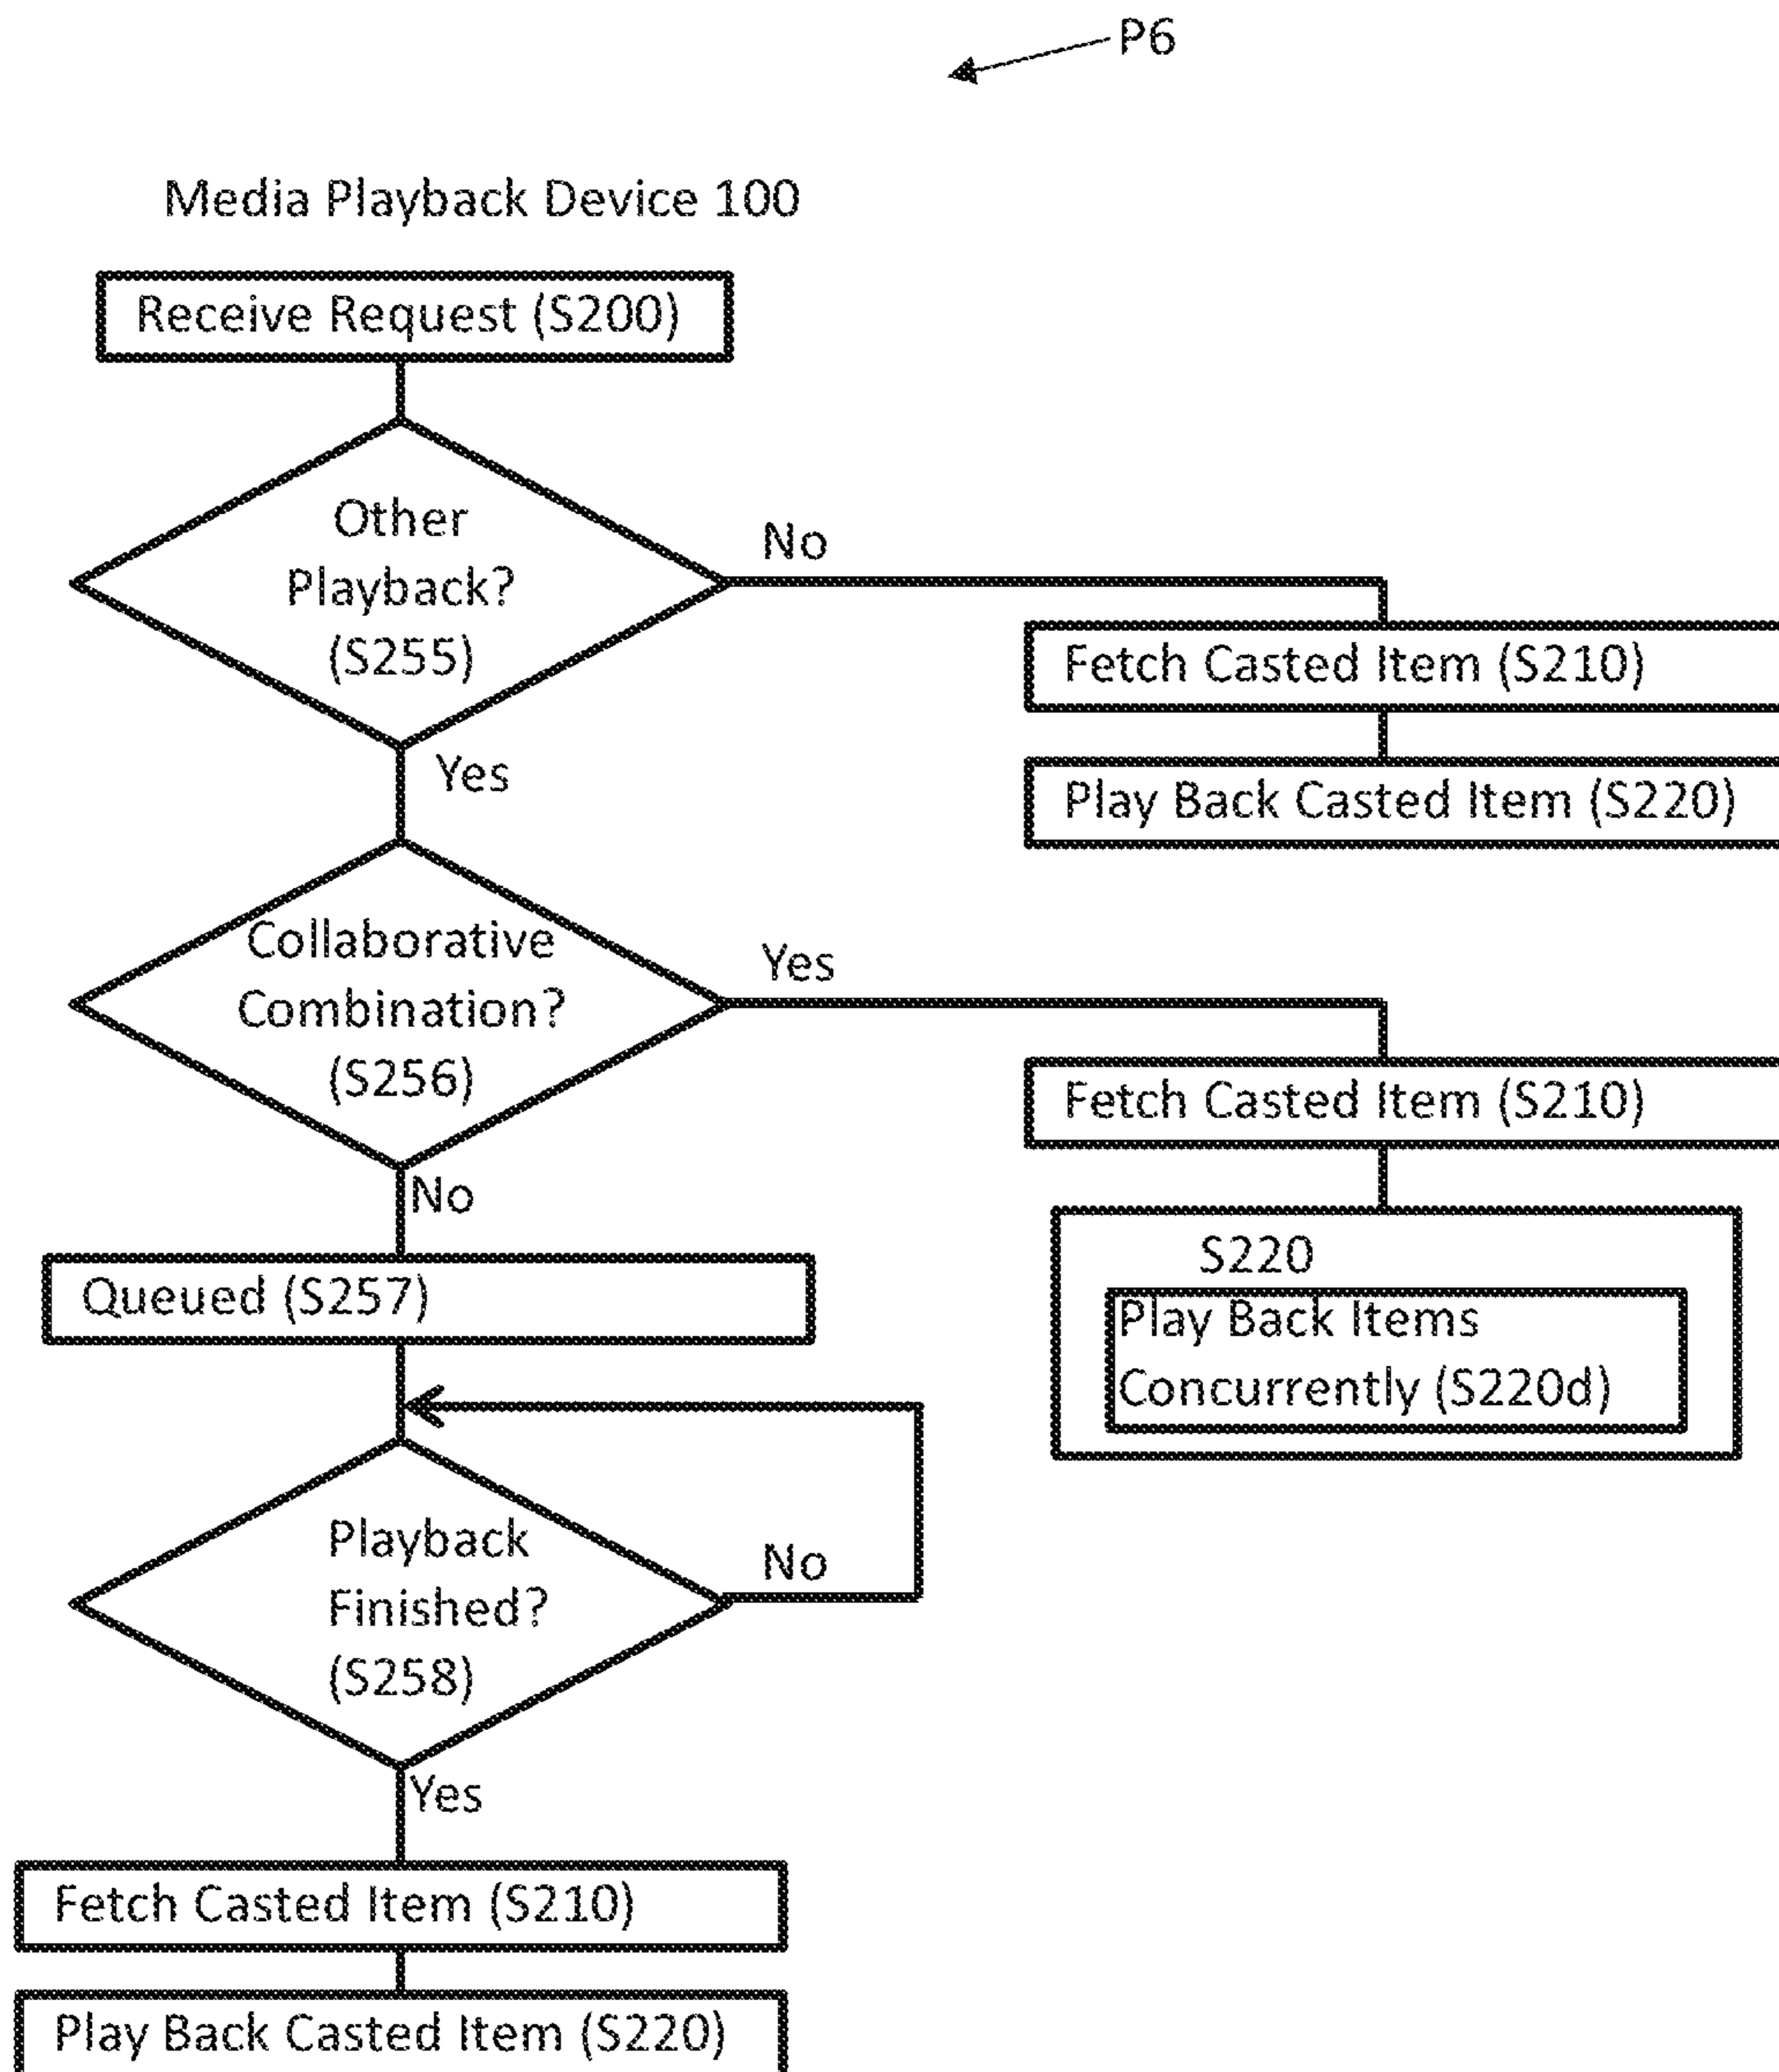 P6
Media Playback Device 100
Receive Request (S200)
Other
Playback?
(S255)
No
Fetch Casted Item (S210)
Play Back Casted Item (S220)
Yes
Collaborative
Combination?
(S256)
Yes
Fetch Casted Item (S210)
S220
Play Back Items
Concurrently (S220d)
No
Queued (S257)
Playback
Finished?
(S258)
No
Yes
Fetch Casted Item (S210)
Play Back Casted Item (S220)